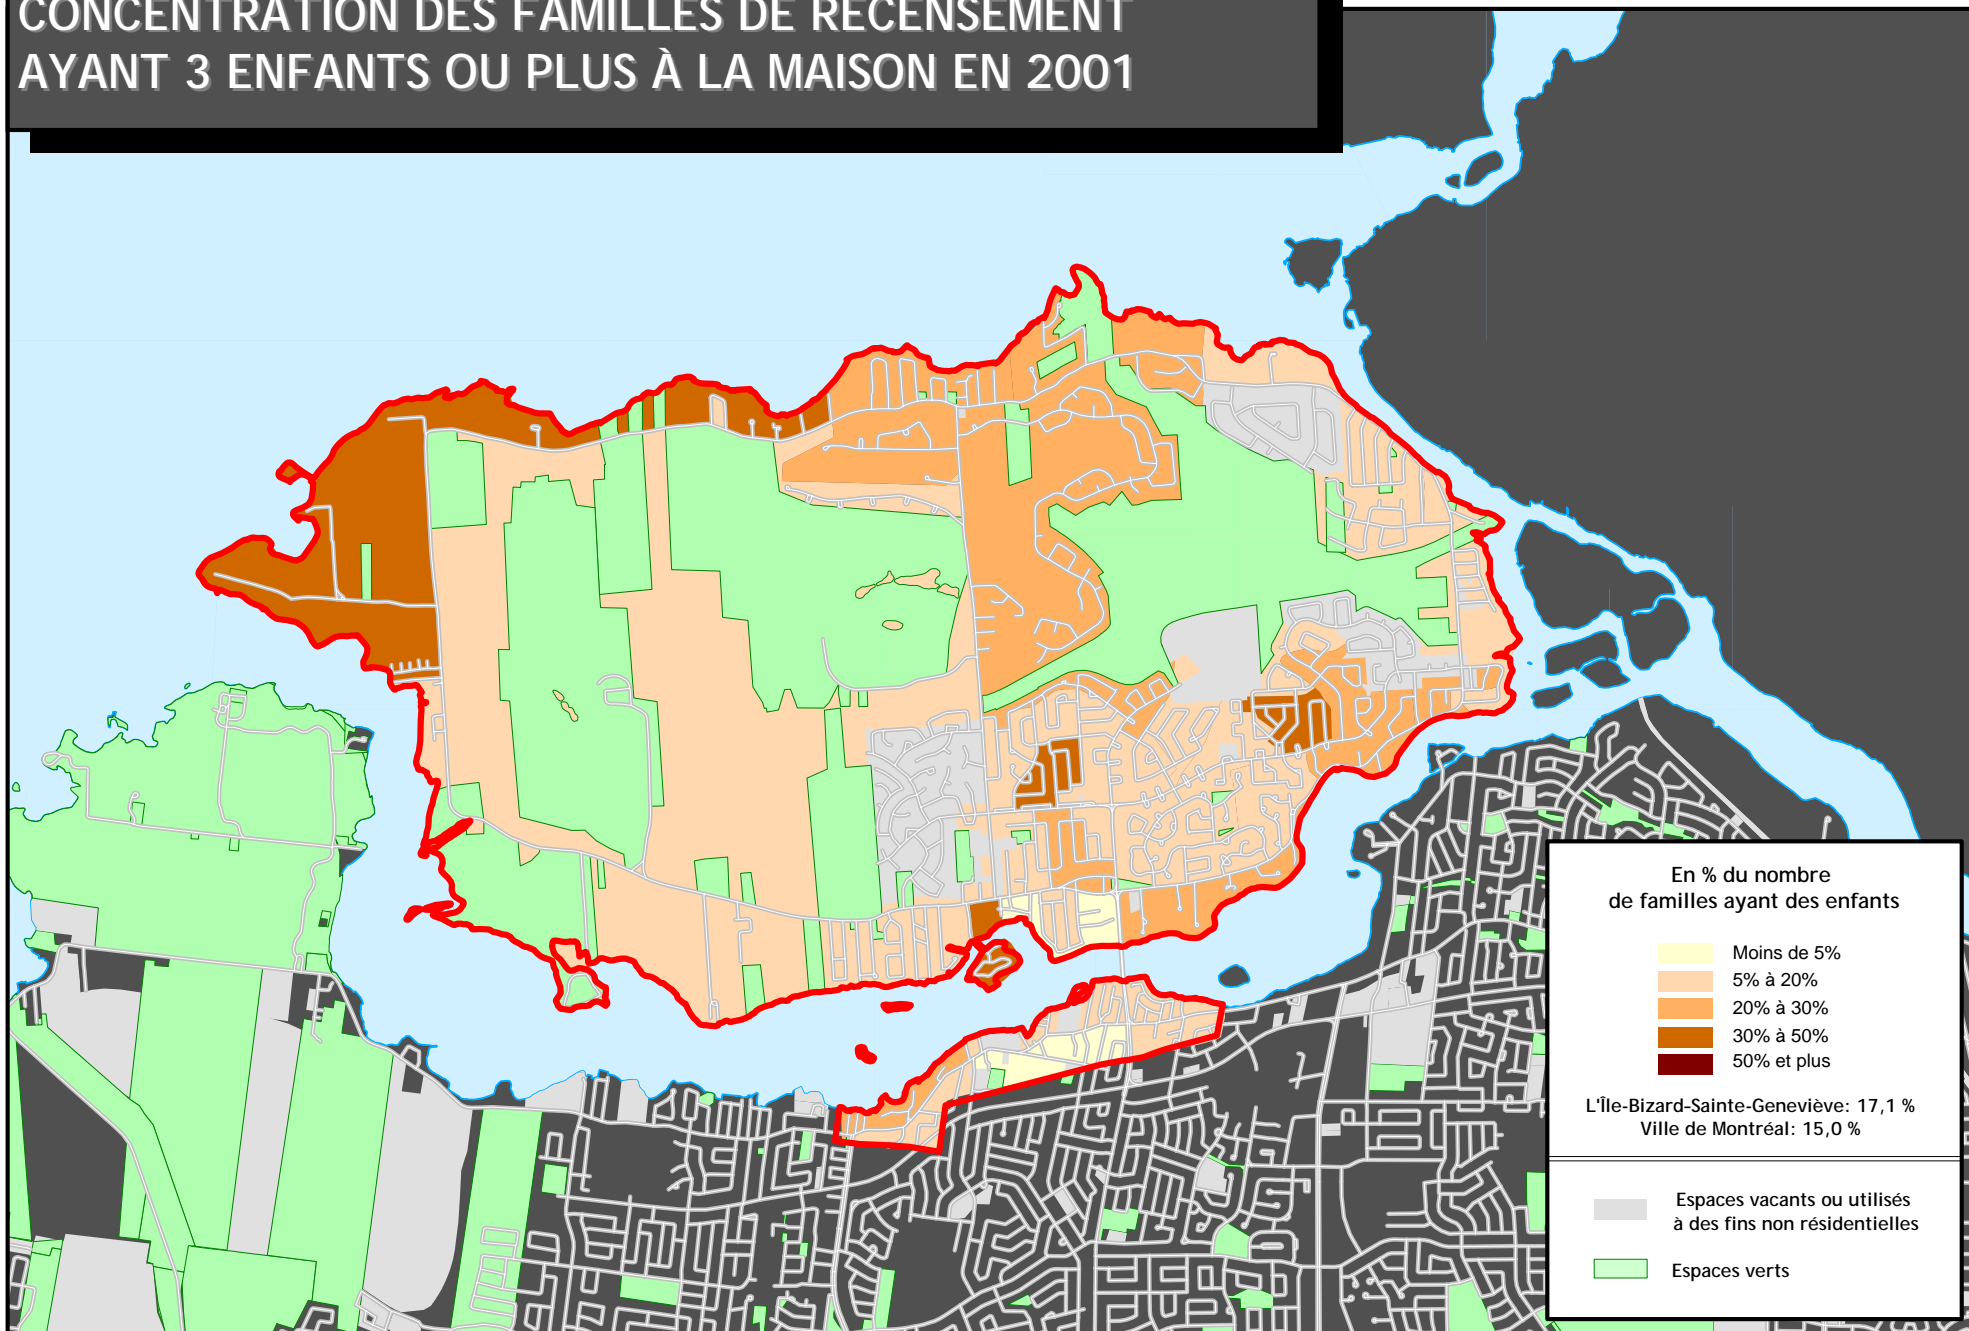 CONCENTRATION DES FAMILLES DE RECENSEMENT
AYANT 3 ENFANTS OU PLUS À LA MAISON EN 2001
En % du nombre
de familles ayant des enfants
Moins de 5%
5% à 20%
20% à 30%
30% à 50%
50% et plus
L'Île-Bizard-Sainte-Geneviève: 17,1 %
Ville de Montréal: 15,0 %
Espaces vacants ou utilisés
à des fins non résidentielles
Espaces verts